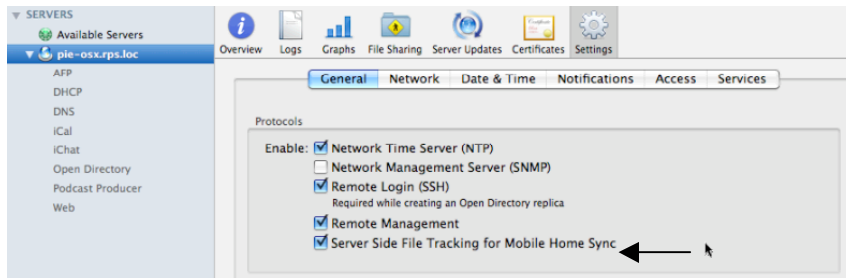 SERVERS
Available Servers
pie-osx.rps.loc
AFP
DHCP
DNS
iCal
iChat
Open Directory
Podcast Producer
Web
Overview Logs Graphs File Sharing Server Updates Certificates Settings
General Network Date & Time Notifications Access Services
Protocols
Enable: Network Time Server (NTP)
Network Management Server (SNMP)
Remote Login (SSH)
Required while creating an Open Directory replica
Remote Management
Server Side File Tracking for Mobile Home Sync